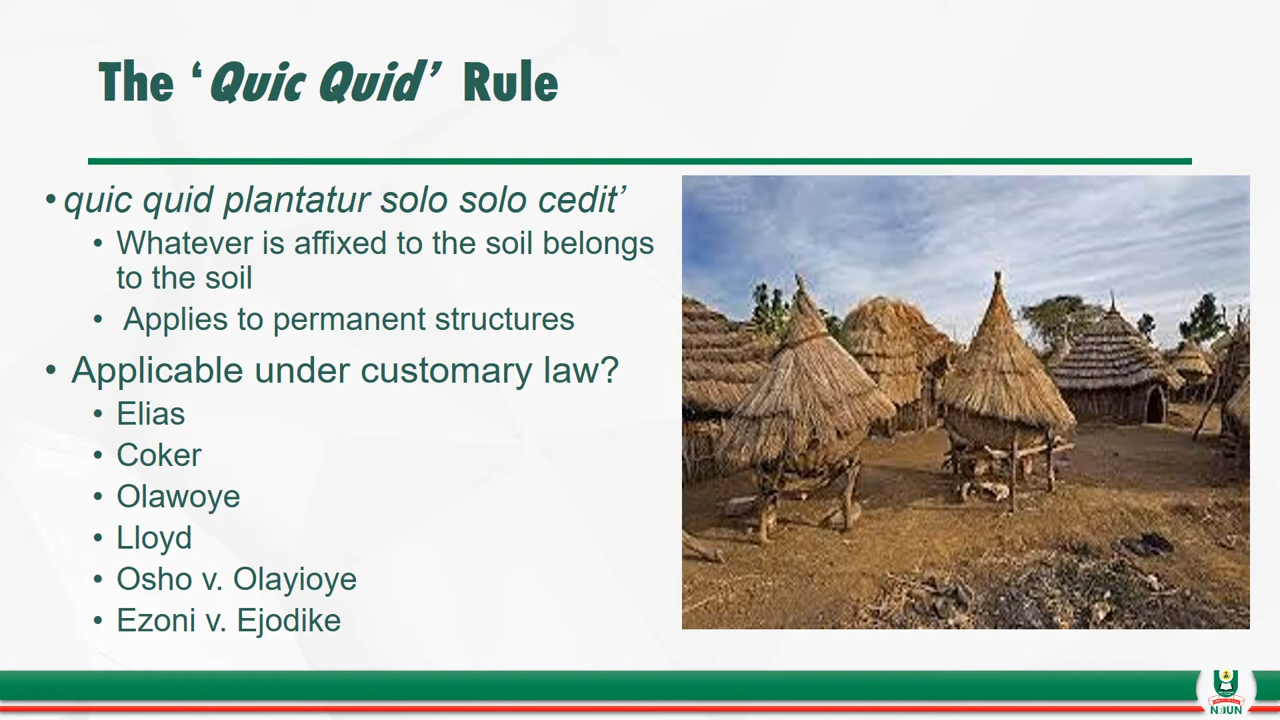 The ‘Quic Quid’ Rule
• quic quid plantatur solo solo cedit’
• Whatever is affixed to the soil belongs
to the soil
• Applies to permanent structures
• Applicable under customary law?
• Elias
• Coker
• Olawoye
• Lloyd
• Osho v. Olayioye
• Ezoni v. Ejodike